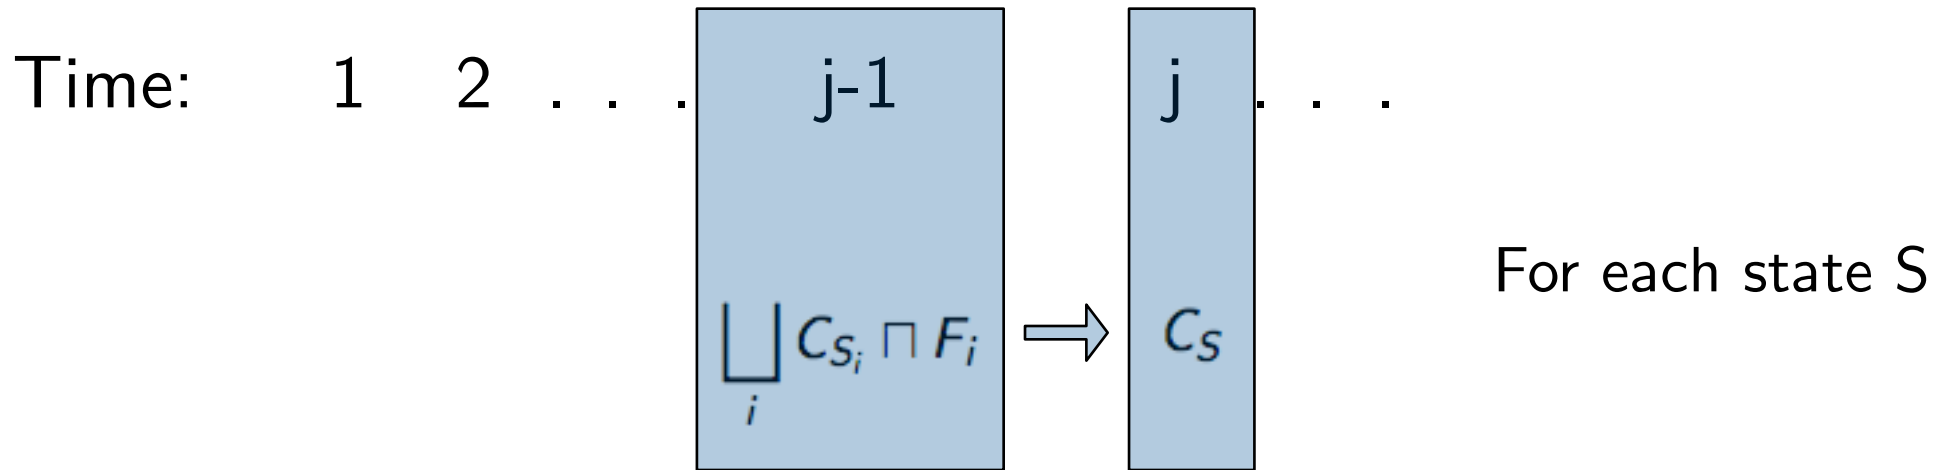 Time: 1 2 . . . j-1 j . . .
For each state S
⨆ C_{S_i} ⊓ F_i ⇒ C_S
i